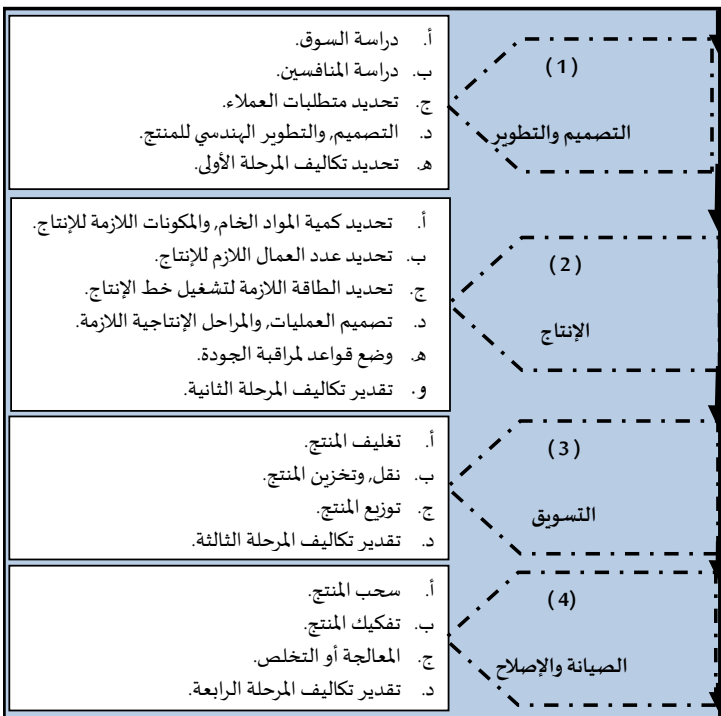 (1)
التصميم والتطوير
أ. دراسة السوق.
ب. دراسة المنافسين.
ج. تحديد متطلبات العملاء.
د. التصميم, والتطوير الهندسي للمنتج.
ه. تحديد تكاليف المرحلة الأولى.
(2)
الإنتاج
أ. تحديد كمية المواد الخام, والمكونات اللازمة للإنتاج.
ب. تحديد عدد العمال اللازم للإنتاج.
ج. تحديد الطاقة اللازمة لتشغيل خط الإنتاج.
د. تصميم العمليات, والمراحل الإنتاجية اللازمة.
ه. وضع قواعد لمراقبة الجودة.
و. تقدير تكاليف المرحلة الثانية.
(3)
التسويق
أ. تغليف المنتج.
ب. نقل, وتخزين المنتج.
ج. توزيع المنتج.
د. تقدير تكاليف المرحلة الثالثة.
(4)
الصيانة والإصلاح
أ. سحب المنتج.
ب. تفكيك المنتج.
ج. المعالجة أو التخلص.
د. تقدير تكاليف المرحلة الرابعة.